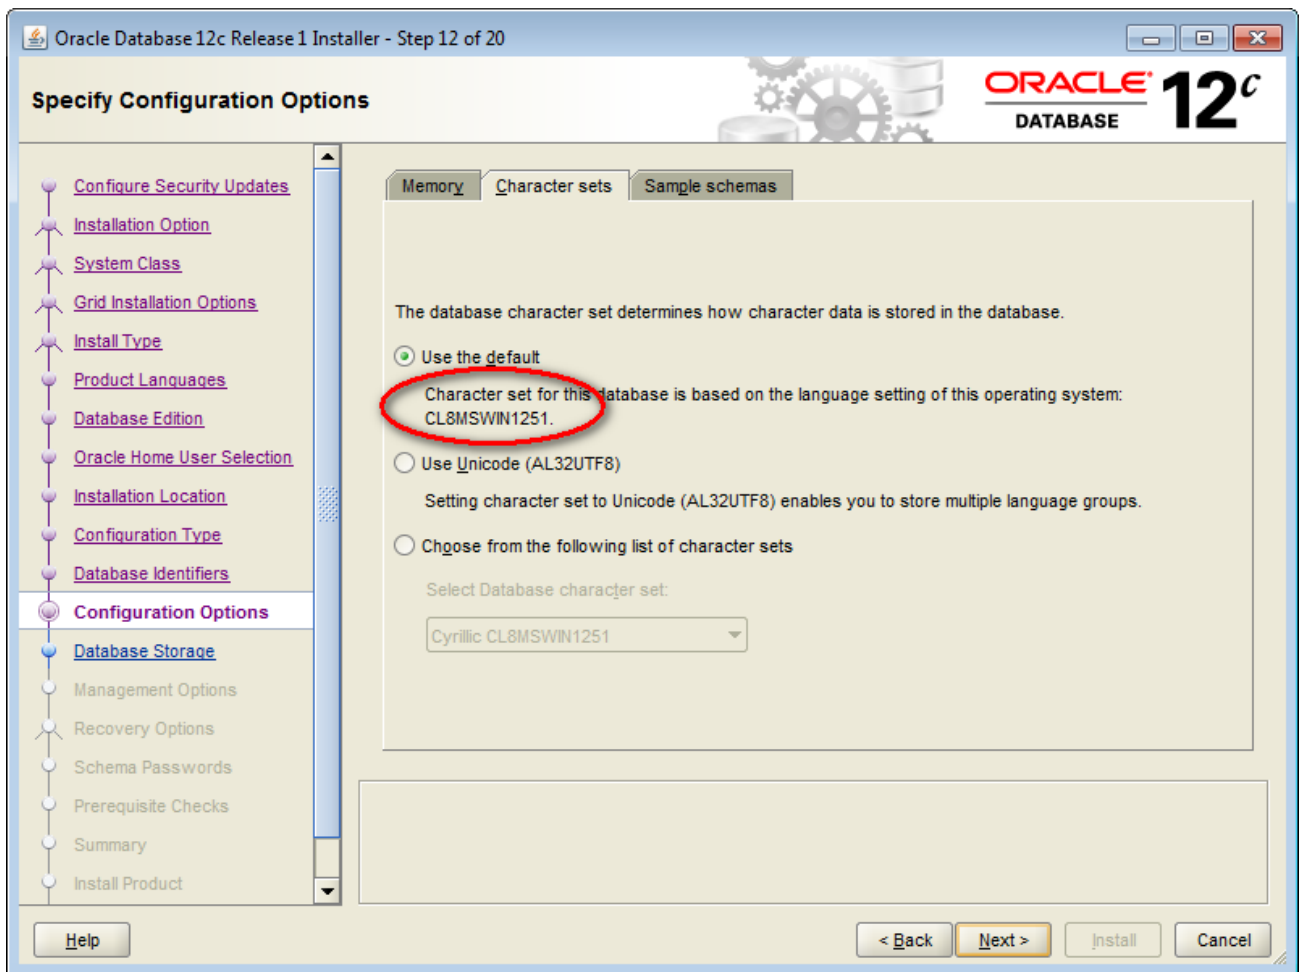 Oracle Database 12c Release 1 Installer - Step 12 of 20
Specify Configuration Options
ORACLE
DATABASE
12c
Configure Security Updates
Installation Option
System Class
Grid Installation Options
Install Type
Product Languages
Database Edition
Oracle Home User Selection
Installation Location
Configuration Type
Database Identifiers
Configuration Options
Database Storage
Management Options
Recovery Options
Schema Passwords
Prerequisite Checks
Summary
Install Product
Memory Character sets Sample schemas
The database character set determines how character data is stored in the database.
Use the default
Character set for this database is based on the language setting of this operating system:
CL8MSWIN1251.
Use Unicode (AL32UTF8)
Setting character set to Unicode (AL32UTF8) enables you to store multiple language groups.
Choose from the following list of character sets
Select Database character set:
Cyrillic CL8MSWIN1251
Help < Back Next > Install Cancel